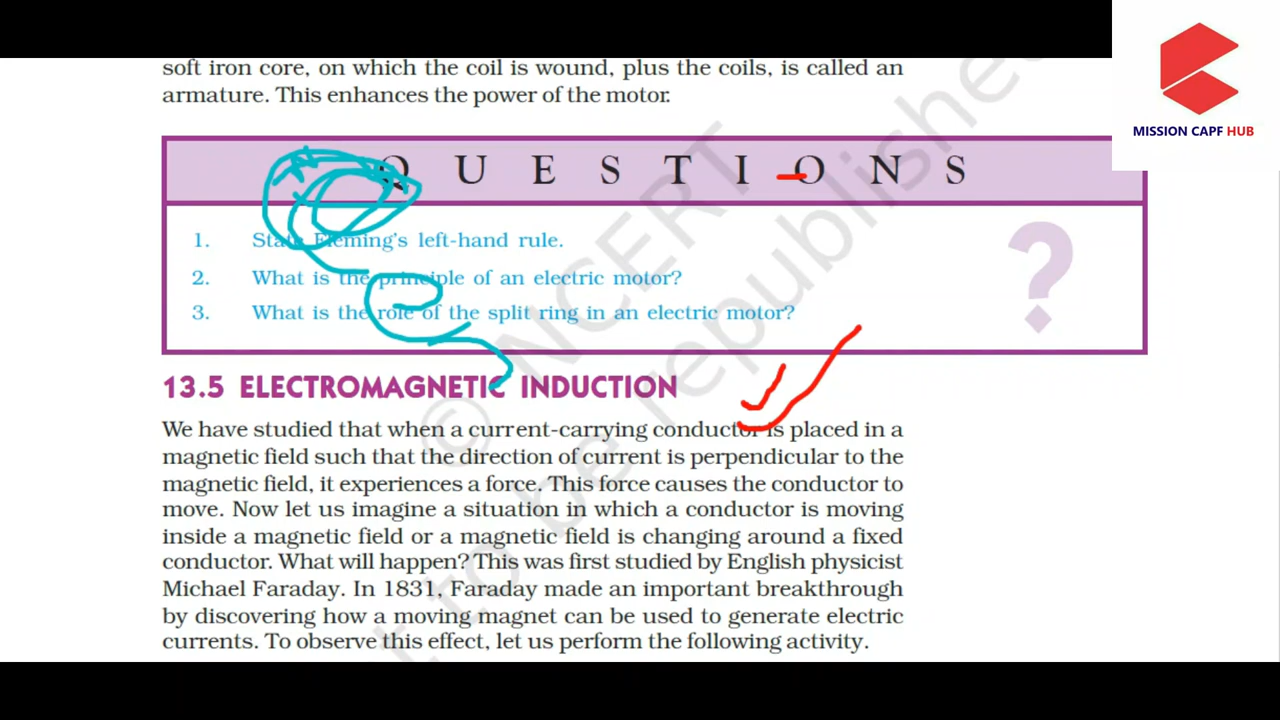 MISSION CAPF HUB
soft iron core, on which the coil is wound, plus the coils, is called an
armature. This enhances the power of the motor.
QUESTIONS
1. State Fleming's left-hand rule.
2. What is the principle of an electric motor?
3. What is the role of the split ring in an electric motor?
?
13.5 ELECTROMAGNETIC INDUCTION
We have studied that when a current-carrying conductor is placed in a
magnetic field such that the direction of current is perpendicular to the
magnetic field, it experiences a force. This force causes the conductor to
move. Now let us imagine a situation in which a conductor is moving
inside a magnetic field or a magnetic field is changing around a fixed
conductor. What will happen? This was first studied by English physicist
Michael Faraday. In 1831, Faraday made an important breakthrough
by discovering how a moving magnet can be used to generate electric
currents. To observe this effect, let us perform the following activity.
© NCERT
t to be republished